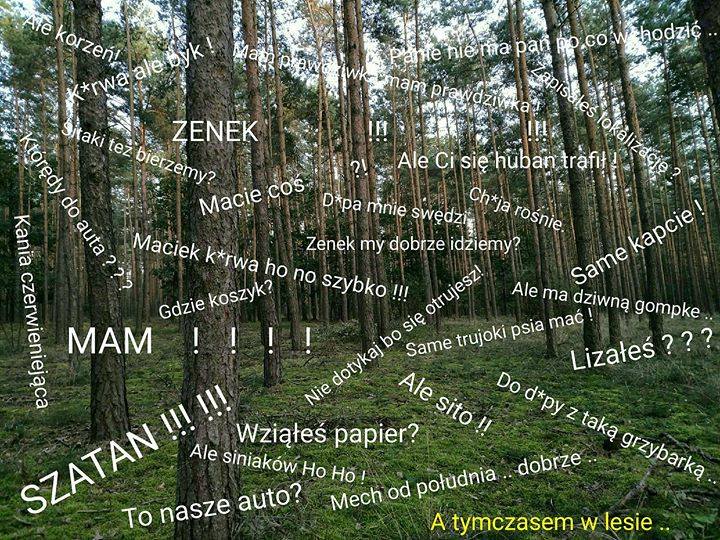 Ale korzeń!
K*rwa ale byk !
Mam prawdziwka mam prawdziwka !
Panie nie ma pan po co wchodzić ..
Zapisałeś lokalizację ?
ZENEK !!! !!!
Sitaki też bierzemy?
Którędy do auta ? ? ?
Macie coś ?!
Ale Ci się huban trafił !
D*pa mnie swędzi
Ch*ja rośnie
Kania czerwieniejąca
Maciek k*rwa ho no szybko !!!
Zenek my dobrze idziemy?
Same kapcie !
Gdzie koszyk?
Nie dotykaj bo się otrujesz!
Ale ma dziwną gompke ..
Same trujoki psia mać !
MAM ! ! ! !
Lizałeś ? ? ?
SZATAN !!! !!!
Ale sito !!
Do d*py z taką grzybarką ..
Wziąłeś papier?
Ale siniaków Ho Ho !
Mech od południa .. dobrze ..
To nasze auto?
A tymczasem w lesie ..